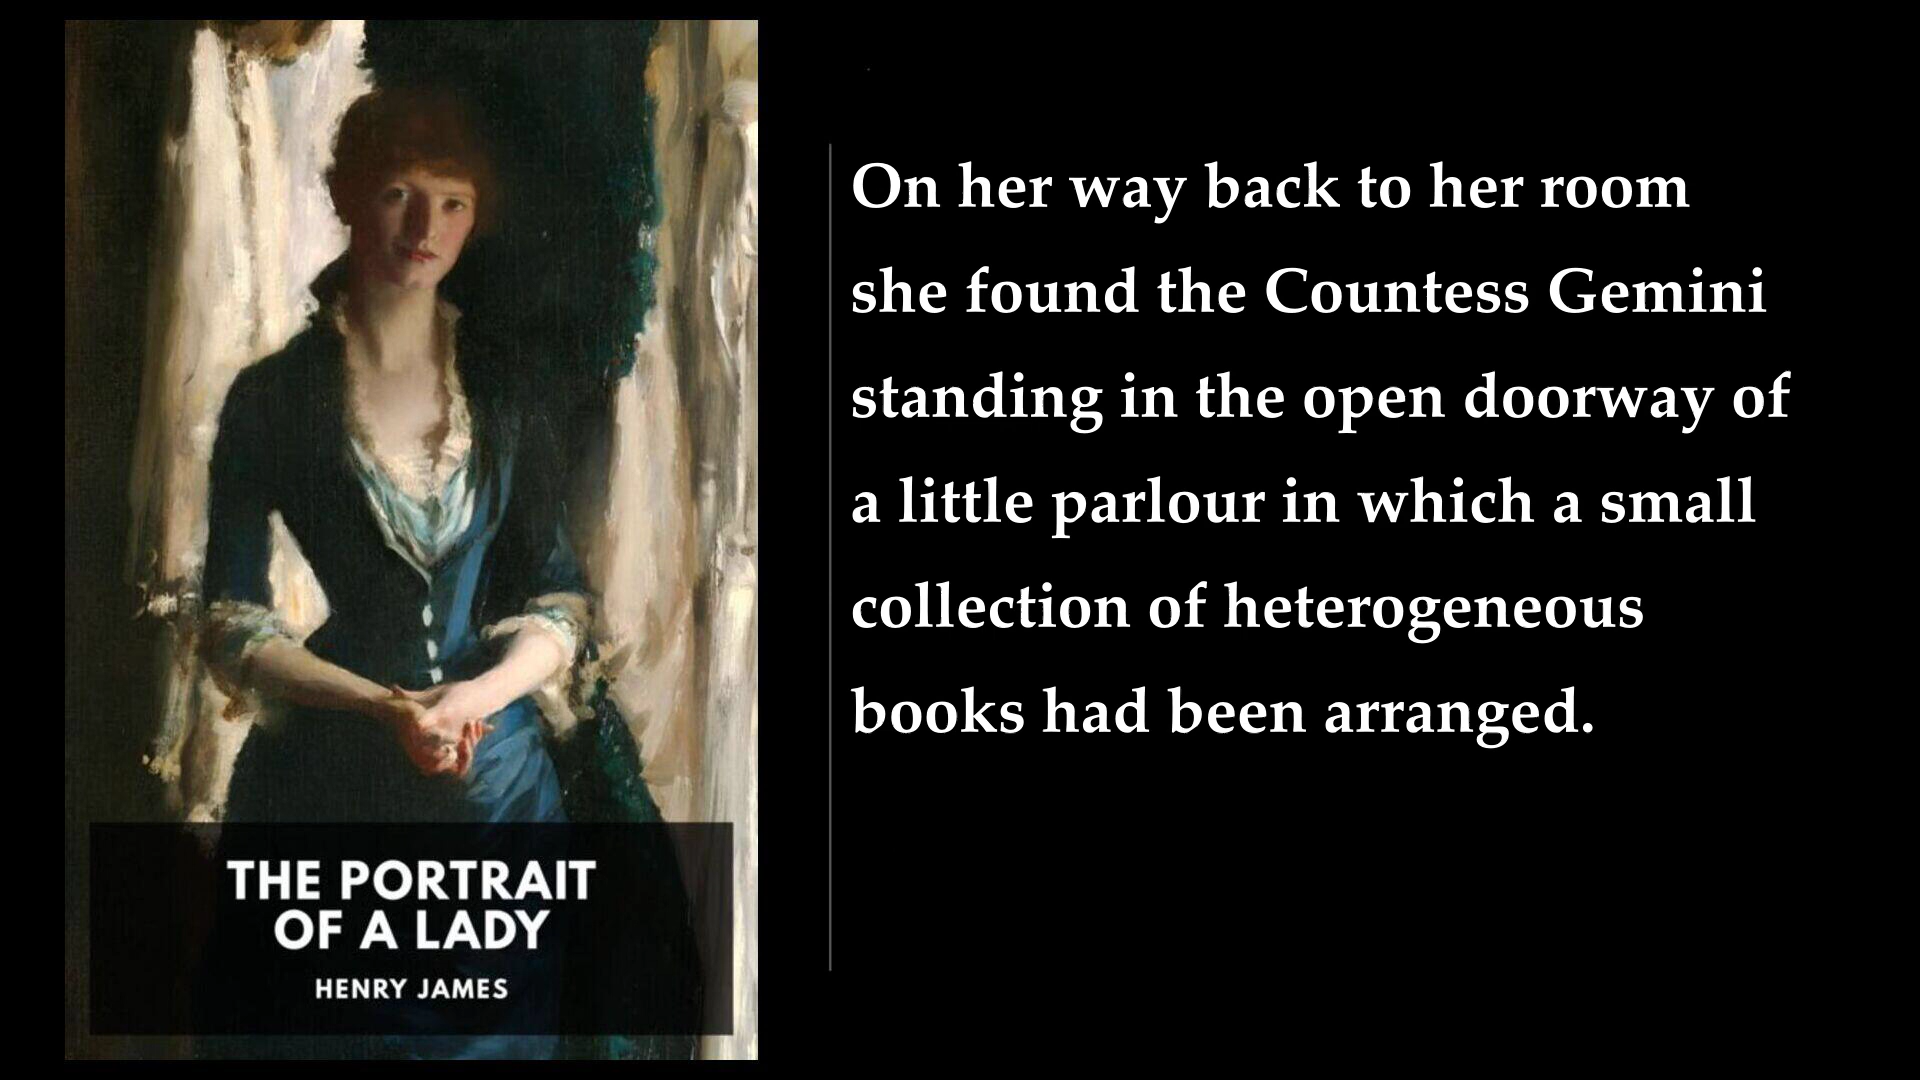 THE PORTRAIT
OF A LADY
HENRY JAMES
On her way back to her room
she found the Countess Gemini
standing in the open doorway of
a little parlour in which a small
collection of heterogeneous
books had been arranged.